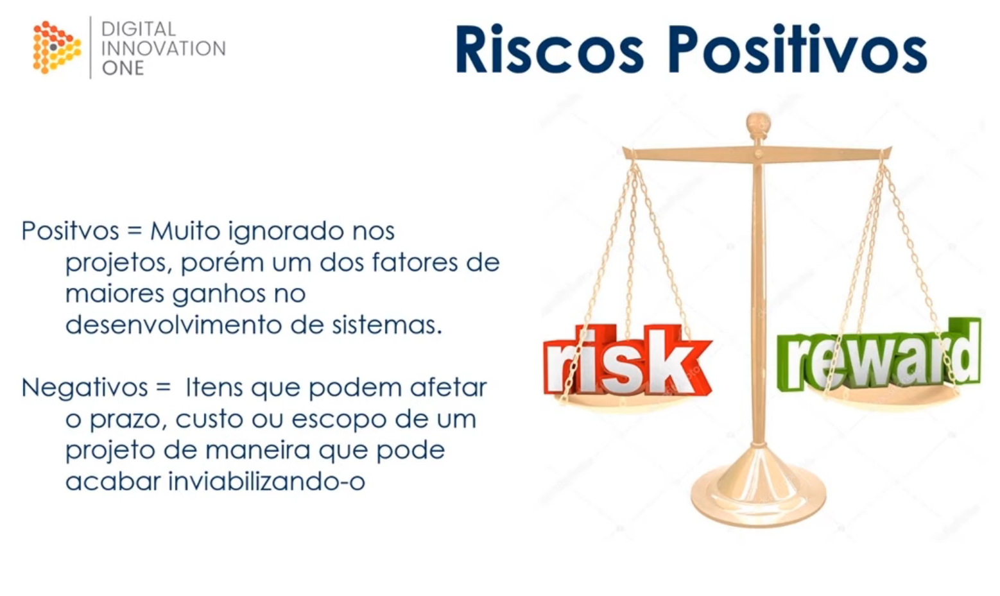 DIGITAL
INNOVATION
ONE
Riscos Positivos
Positvos = Muito ignorado nos
projetos, porém um dos fatores de
maiores ganhos no
desenvolvimento de sistemas.
Negativos = Itens que podem afetar
o prazo, custo ou escopo de um
projeto de maneira que pode
acabar inviabilizando-o
risk
reward